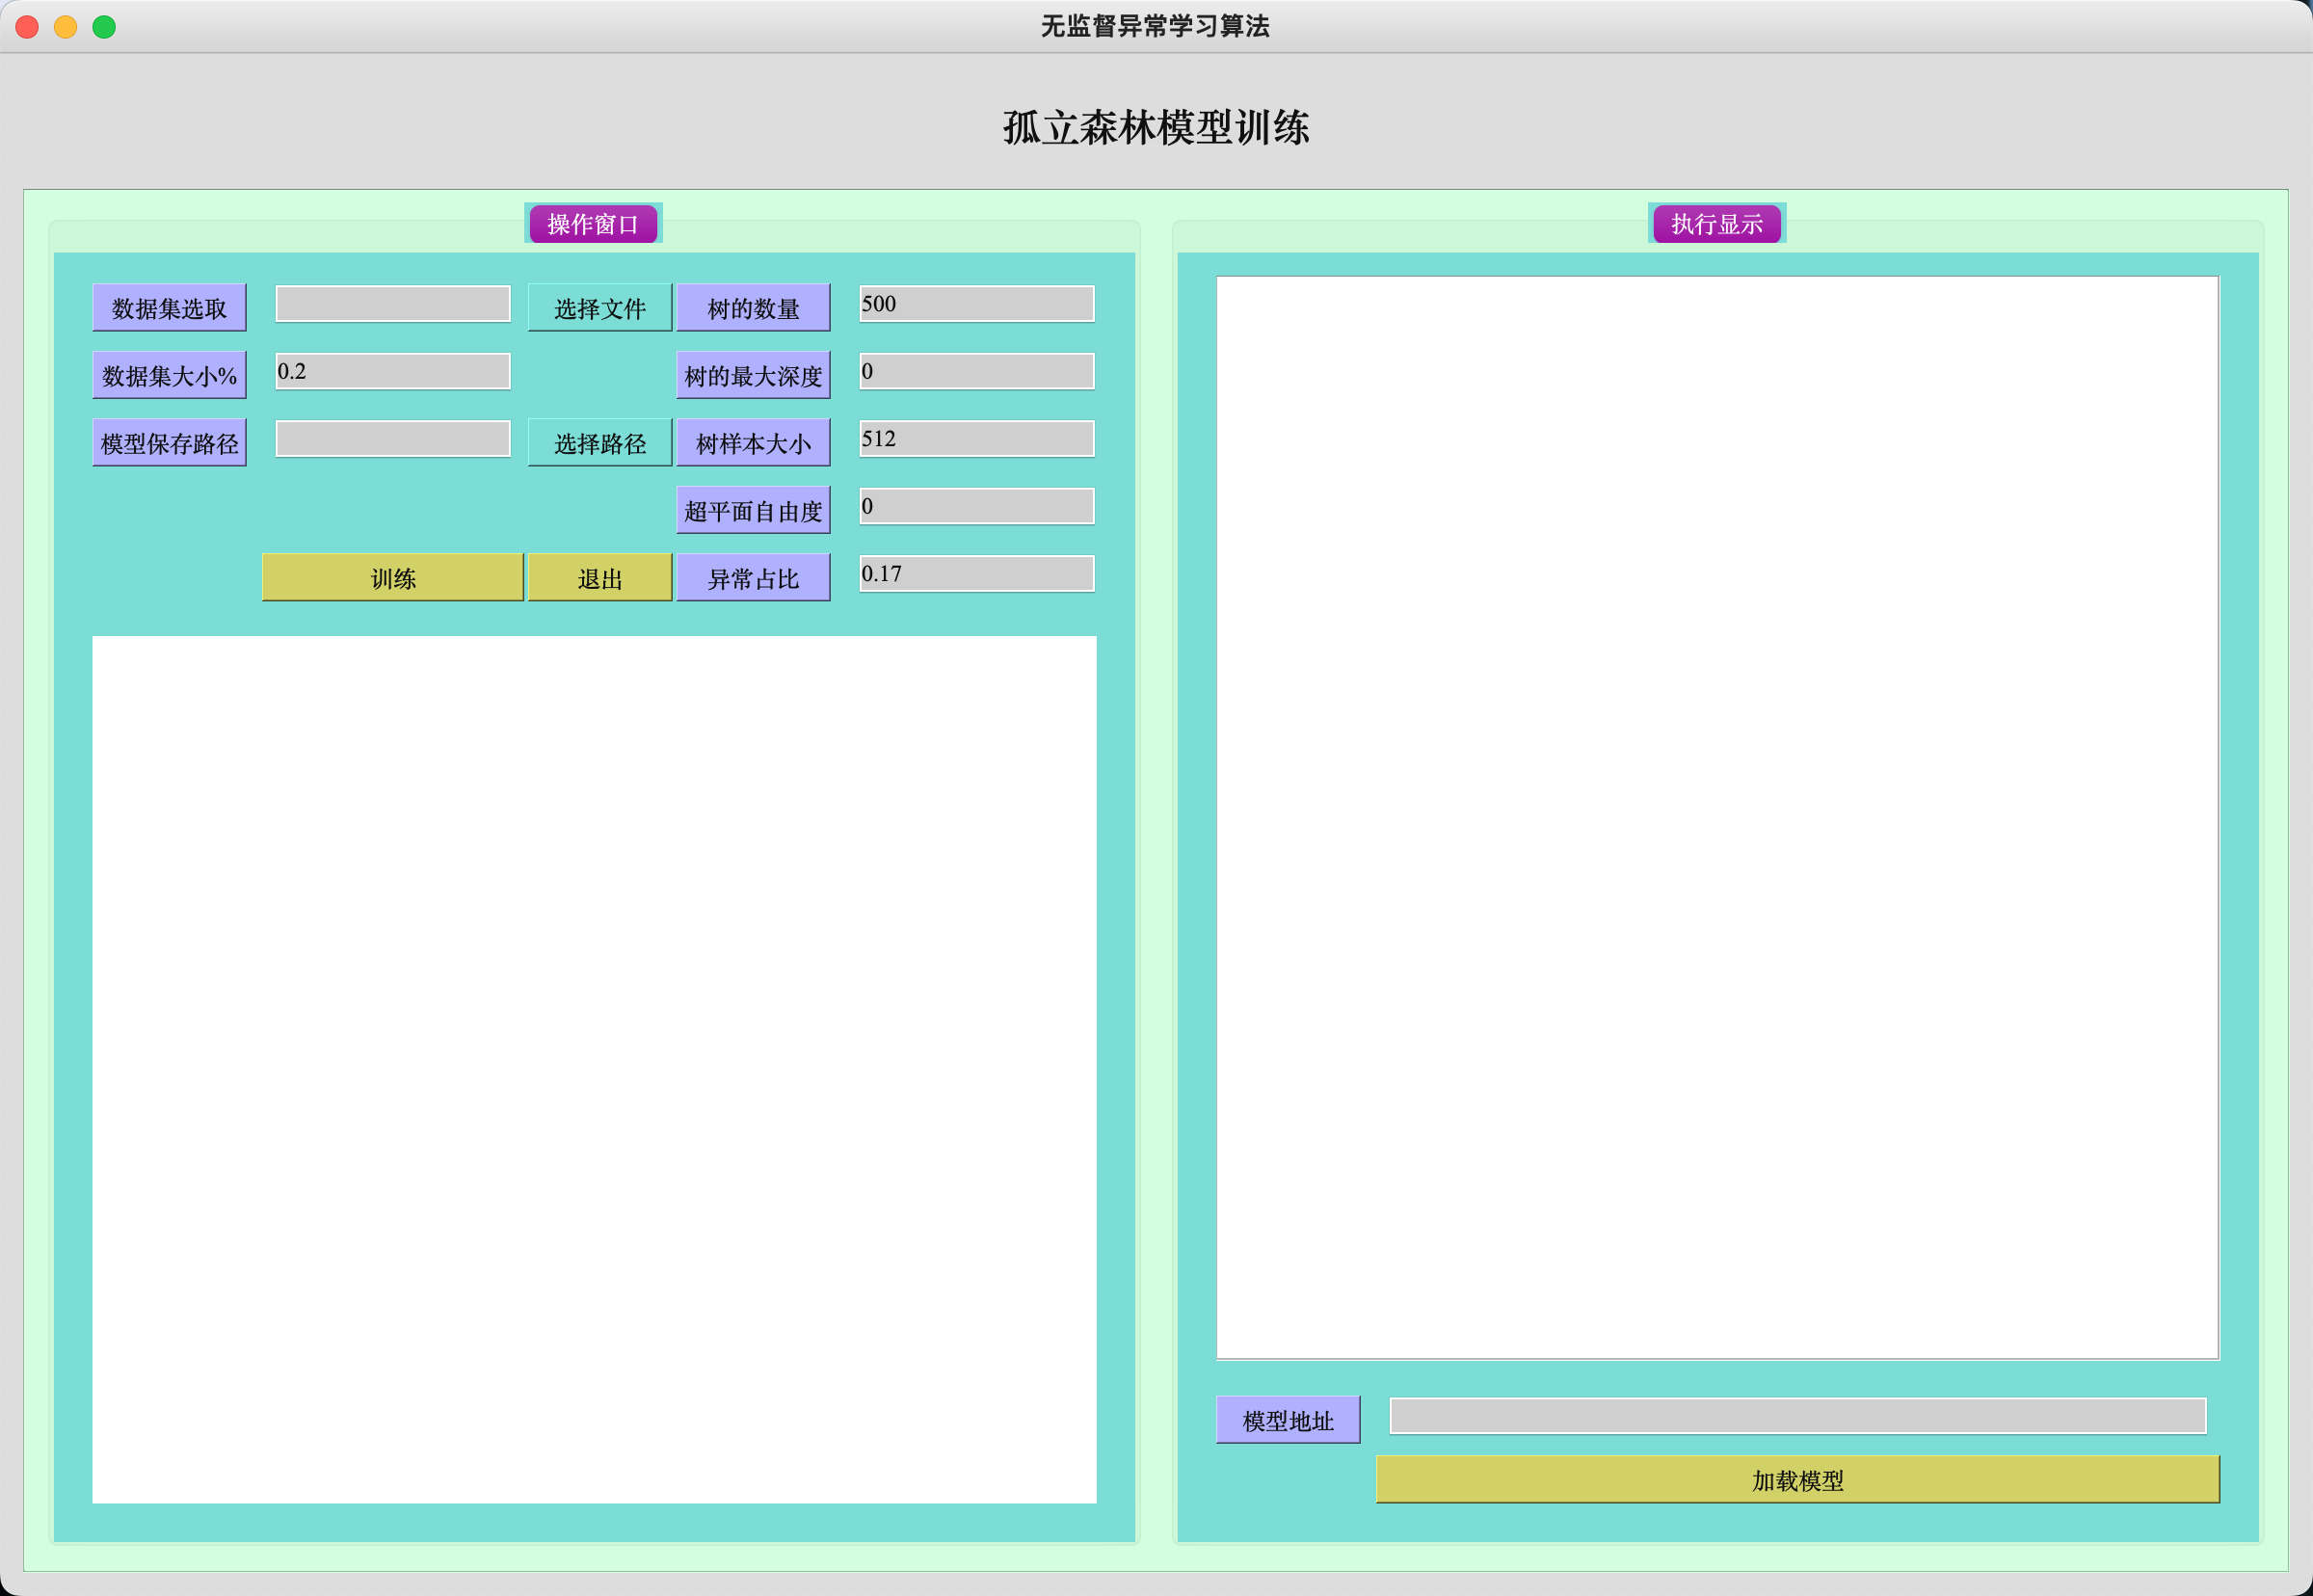 无监督异常学习算法
孤立森林模型训练
操作窗口
数据集选取 选择文件 树的数量 500
数据集大小% 0.2 树的最大深度 0
模型保存路径 选择路径 树样本大小 512
超平面自由度 0
训练 退出 异常占比 0.17
执行显示
模型地址
加载模型